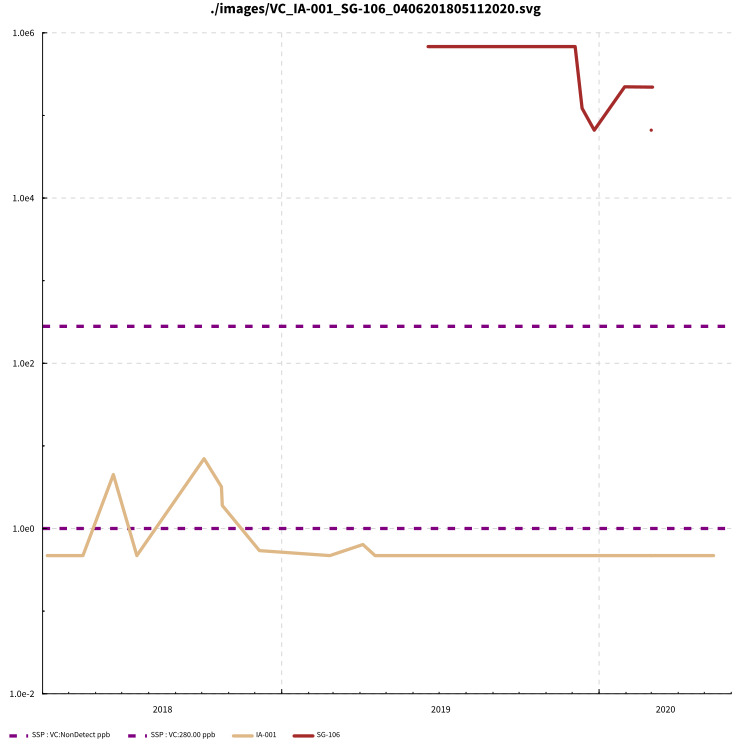 ./images/VC_IA-001_SG-106_0406201805112020.svg
1.0e6
1.0e4
1.0e2
1.0e0
1.0e-2
2018 2019 2020
SSP : VC:NonDetect ppb SSP : VC:280.00 ppb IA-001 SG-106